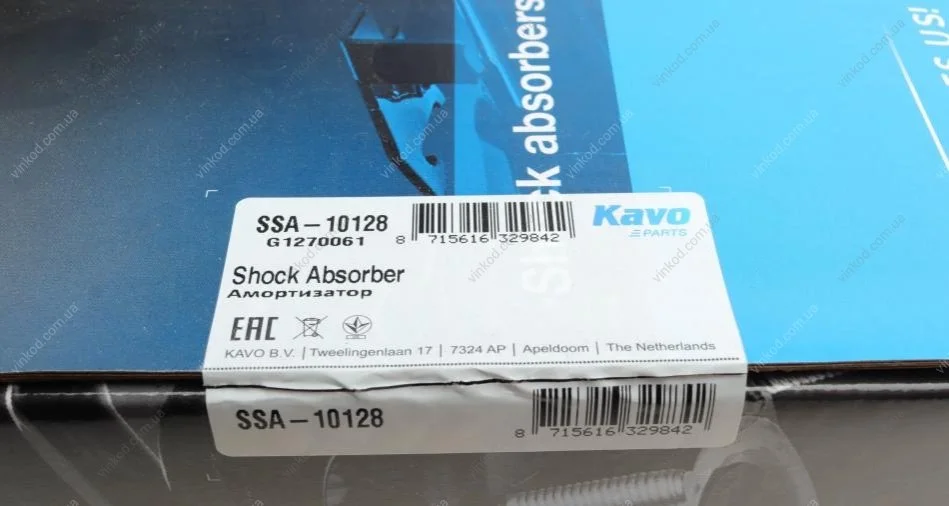 Shock absorbers
SSA – 10128
G1270061
8 715616 329842
Kavo
PARTS
Shock Absorber
Амортизатор
EAC
KAVO B.V. | Tweelingenlaan 17 | 7324 AP | Apeldoorn | The Netherlands
SSA – 10128
8 715616 329842
US!
vinkod.com.ua